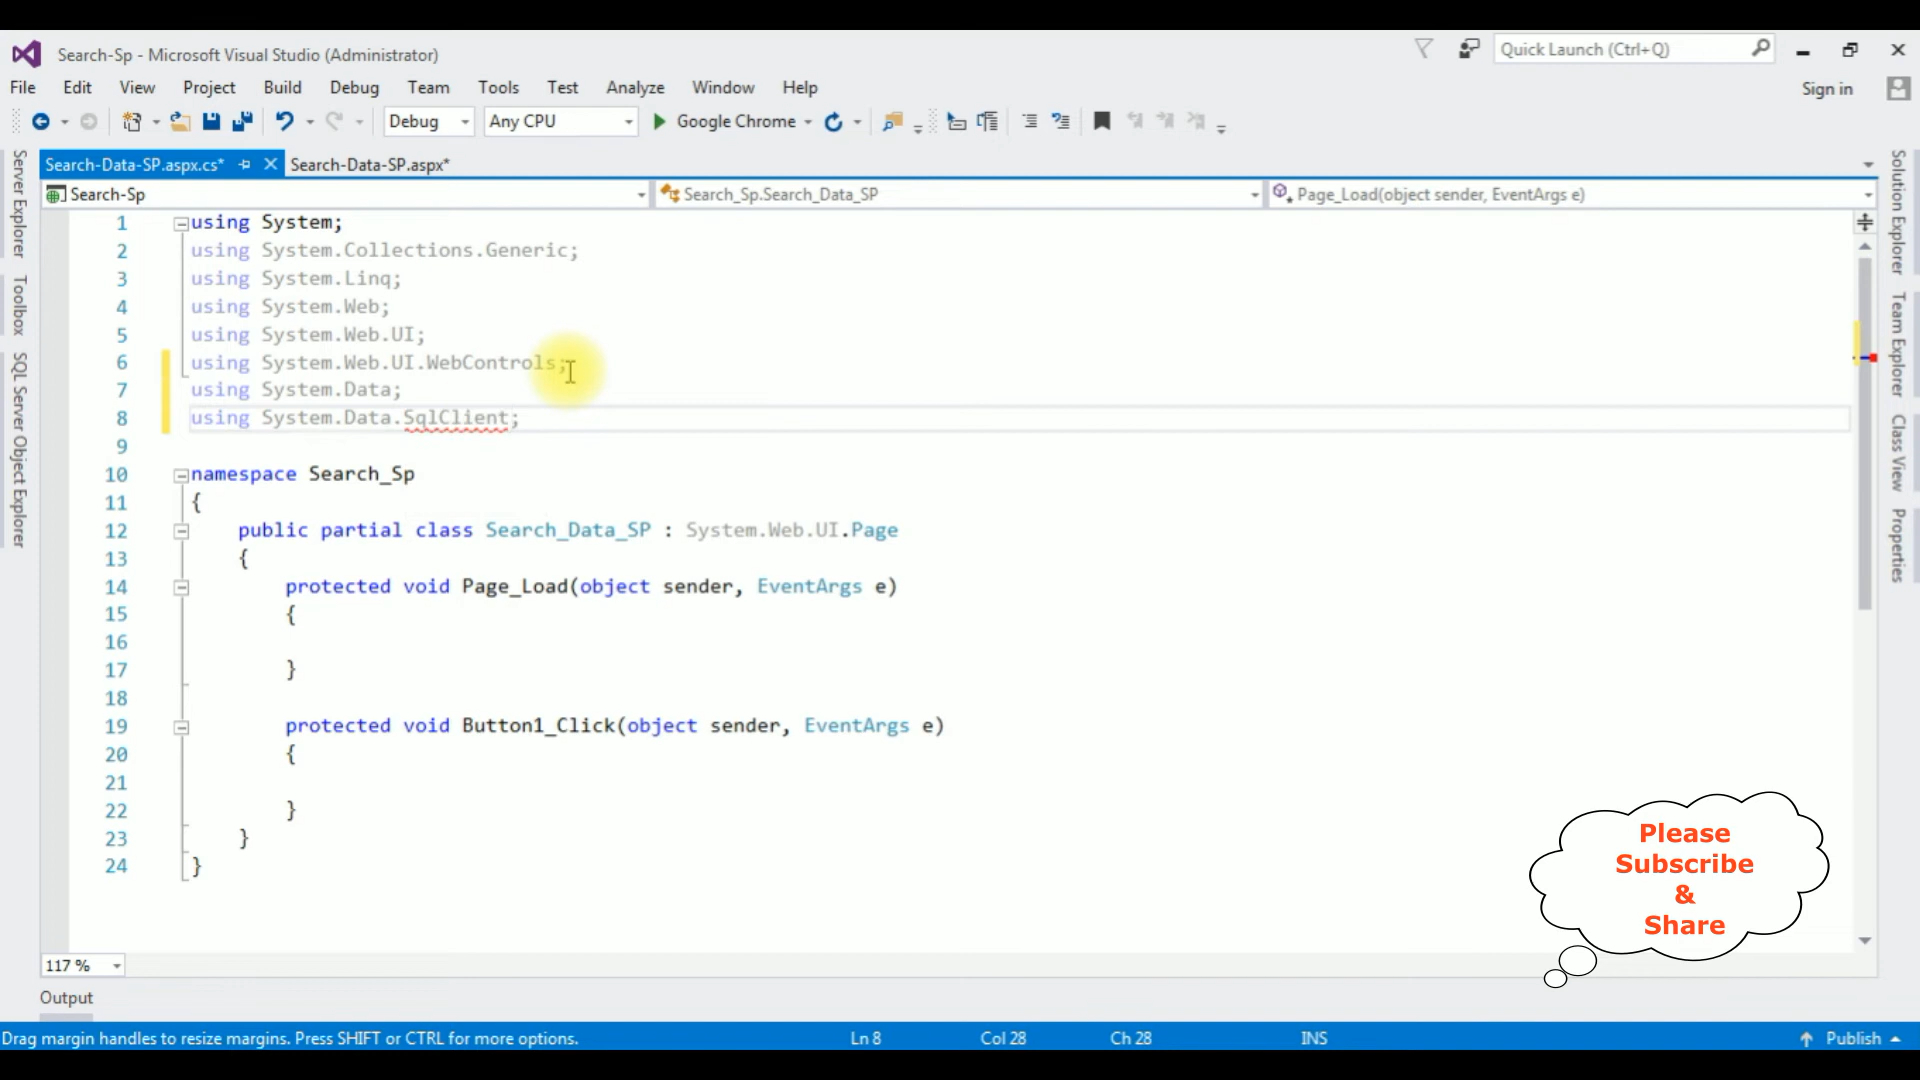 Search-Sp - Microsoft Visual Studio (Administrator)
Quick Launch (Ctrl+Q)
File Edit View Project Build Debug Team Tools Test Analyze Window Help
Sign in
Debug Any CPU Google Chrome
Search-Data-SP.aspx.cs* Search-Data-SP.aspx*
Search-Sp Search_Sp.Search_Data_SP Page_Load(object sender, EventArgs e)
Server Explorer
Toolbox
SQL Server Object Explorer
1 using System;
2 using System.Collections.Generic;
3 using System.Linq;
4 using System.Web;
5 using System.Web.UI;
6 using System.Web.UI.WebControls;
7 using System.Data;
8 using System.Data.SqlClient;
9
10 namespace Search_Sp
11 {
12 public partial class Search_Data_SP : System.Web.UI.Page
13 {
14 protected void Page_Load(object sender, EventArgs e)
15 {
16
17 }
18
19 protected void Button1_Click(object sender, EventArgs e)
20 {
21
22 }
23 }
24 }
Solution Explorer
Team Explorer
Class View
Properties
Please
Subscribe
&
Share
117 %
Output
Drag margin handles to resize margins. Press SHIFT or CTRL for more options. Ln 8 Col 28 Ch 28 INS Publish